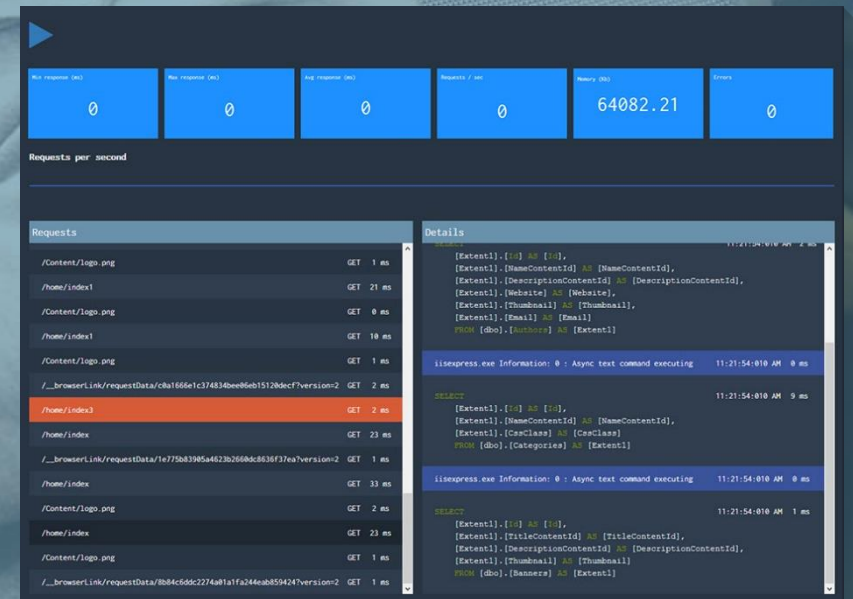 Min response (ms)
Max response (ms)
Avg response (ms)
Requests / sec
Memory (Kb)
Errors
0
0
0
0
64082.21
0
Requests per second
Requests
/Content/logo.png GET 1 ms
/home/index1 GET 21 ms
/Content/logo.png GET 0 ms
/home/index1 GET 10 ms
/Content/logo.png GET 1 ms
/__browserLink/requestData/c0a1666e1c374834bee06eb15120decf?version=2 GET 2 ms
/home/index3 GET 2 ms
/home/index GET 23 ms
/__browserLink/requestData/1e775b83905a4623b2660dc8636f37ea?version=2 GET 1 ms
/home/index GET 33 ms
/Content/logo.png GET 2 ms
/home/index GET 23 ms
/Content/logo.png GET 1 ms
/__browserLink/requestData/8b84c6ddc2274a01a1fa244eab859424?version=2 GET 1 ms
Details
SELECT 11:21:54:010 AM 2 ms
[Extent1].[Id] AS [Id],
[Extent1].[NameContentId] AS [NameContentId],
[Extent1].[DescriptionContentId] AS [DescriptionContentId],
[Extent1].[Website] AS [Website],
[Extent1].[Thumbnail] AS [Thumbnail],
[Extent1].[Email] AS [Email]
FROM [dbo].[Authors] AS [Extent1]
iisexpress.exe Information: 0 : Async text command executing 11:21:54:010 AM 0 ms
SELECT 11:21:54:010 AM 9 ms
[Extent1].[Id] AS [Id],
[Extent1].[NameContentId] AS [NameContentId],
[Extent1].[CssClass] AS [CssClass]
FROM [dbo].[Categories] AS [Extent1]
iisexpress.exe Information: 0 : Async text command executing 11:21:54:010 AM 0 ms
SELECT 11:21:54:010 AM 1 ms
[Extent1].[Id] AS [Id],
[Extent1].[TitleContentId] AS [TitleContentId],
[Extent1].[DescriptionContentId] AS [DescriptionContentId],
[Extent1].[Thumbnail] AS [Thumbnail]
FROM [dbo].[Banners] AS [Extent1]